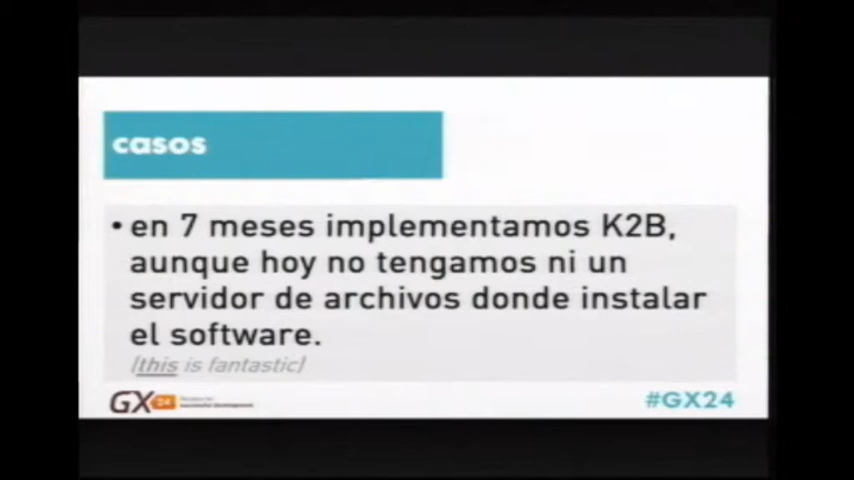 casos
• en 7 meses implementamos K2B,
aunque hoy no tengamos ni un
servidor de archivos donde instalar
el software.
(this is fantastic)
GX24
#GX24